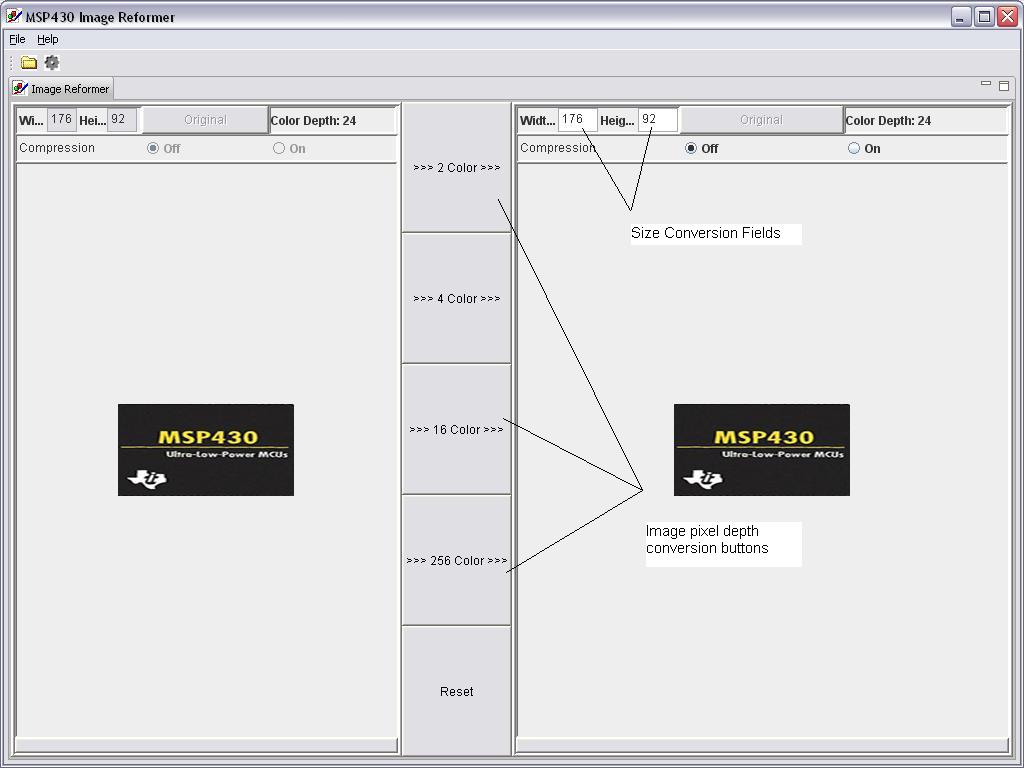 MSP430 Image Reformer
File Help
Image Reformer
Wi... 176 Hei... 92 Original Color Depth: 24
Compression Off On
>>> 2 Color >>>
>>> 4 Color >>>
>>> 16 Color >>>
>>> 256 Color >>>
Reset
Widt... 176 Heig... 92 Original Color Depth: 24
Compression Off On
Size Conversion Fields
MSP430
Ultra-Low-Power MCUs
MSP430
Ultra-Low-Power MCUs
Image pixel depth
conversion buttons